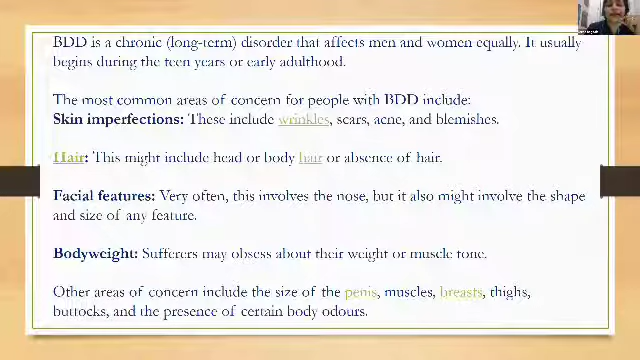 BDD is a chronic (long-term) disorder that affects men and women equally. It usually
begins during the teen years or early adulthood.
The most common areas of concern for people with BDD include:
Skin imperfections: These include wrinkles, scars, acne, and blemishes.
Hair: This might include head or body hair or absence of hair.
Facial features: Very often, this involves the nose, but it also might involve the shape
and size of any feature.
Bodyweight: Sufferers may obsess about their weight or muscle tone.
Other areas of concern include the size of the penis, muscles, breasts, thighs,
buttocks, and the presence of certain body odours.